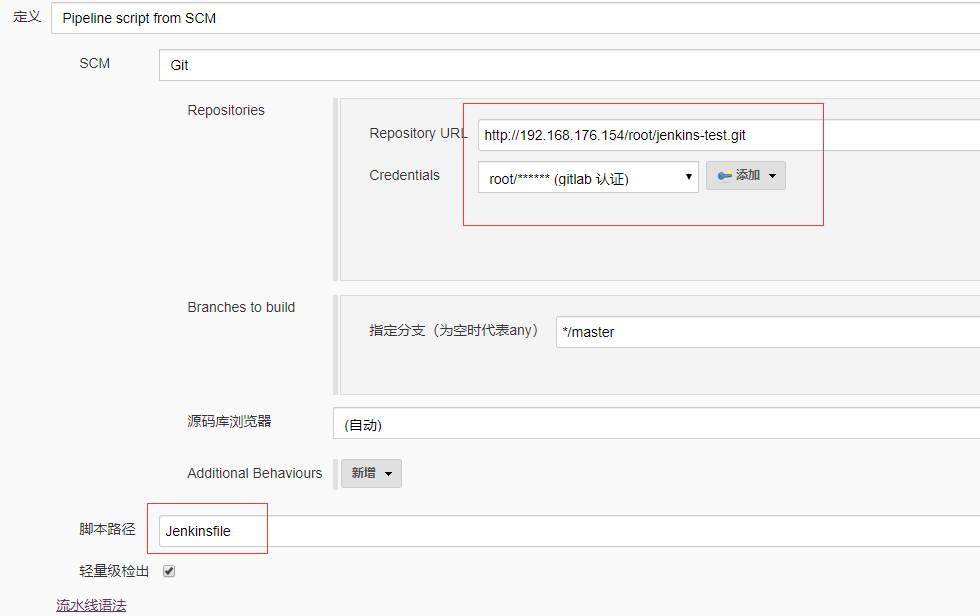 定义 Pipeline script from SCM
SCM Git
Repositories
Repository URL http://192.168.176.154/root/jenkins-test.git
Credentials root/****** (gitlab 认证) 添加
Branches to build
指定分支（为空时代表any） */master
源码库浏览器 (自动)
Additional Behaviours 新增
脚本路径 Jenkinsfile
轻量级检出
流水线语法